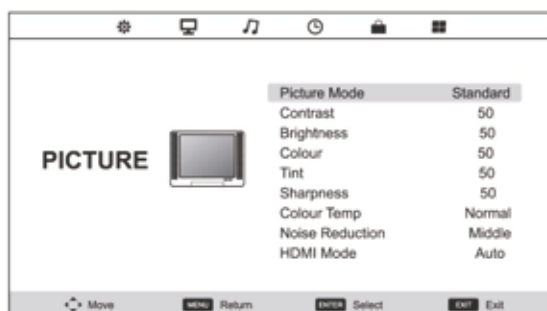 PICTURE
Picture Mode Standard
Contrast 50
Brightness 50
Colour 50
Tint 50
Sharpness 50
Colour Temp Normal
Noise Reduction Middle
HDMI Mode Auto
Move MENU Return ENTER Select EXIT Exit